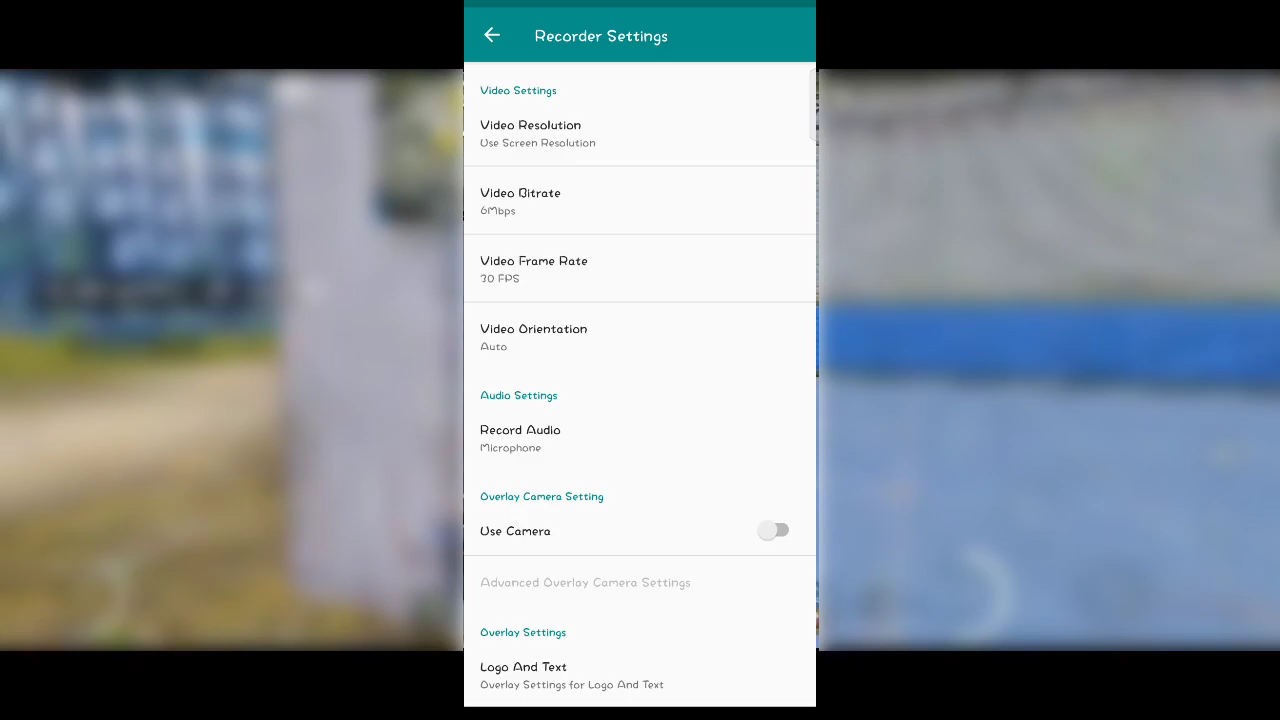 Recorder Settings
Video Settings
Video Resolution
Use Screen Resolution
Video Bitrate
6Mbps
Video Frame Rate
30 FPS
Video Orientation
Auto
Audio Settings
Record Audio
Microphone
Overlay Camera Setting
Use Camera
Advanced Overlay Camera Settings
Overlay Settings
Logo And Text
Overlay Settings for Logo And Text